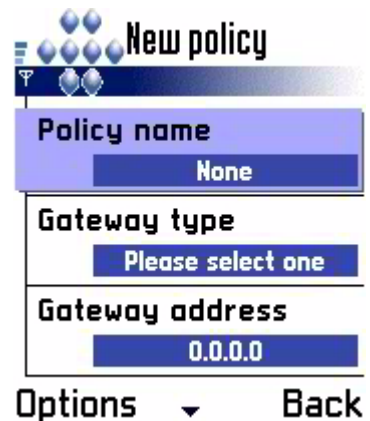 New policy
Policy name
None
Gateway type
Please select one
Gateway address
0.0.0.0
Options Back